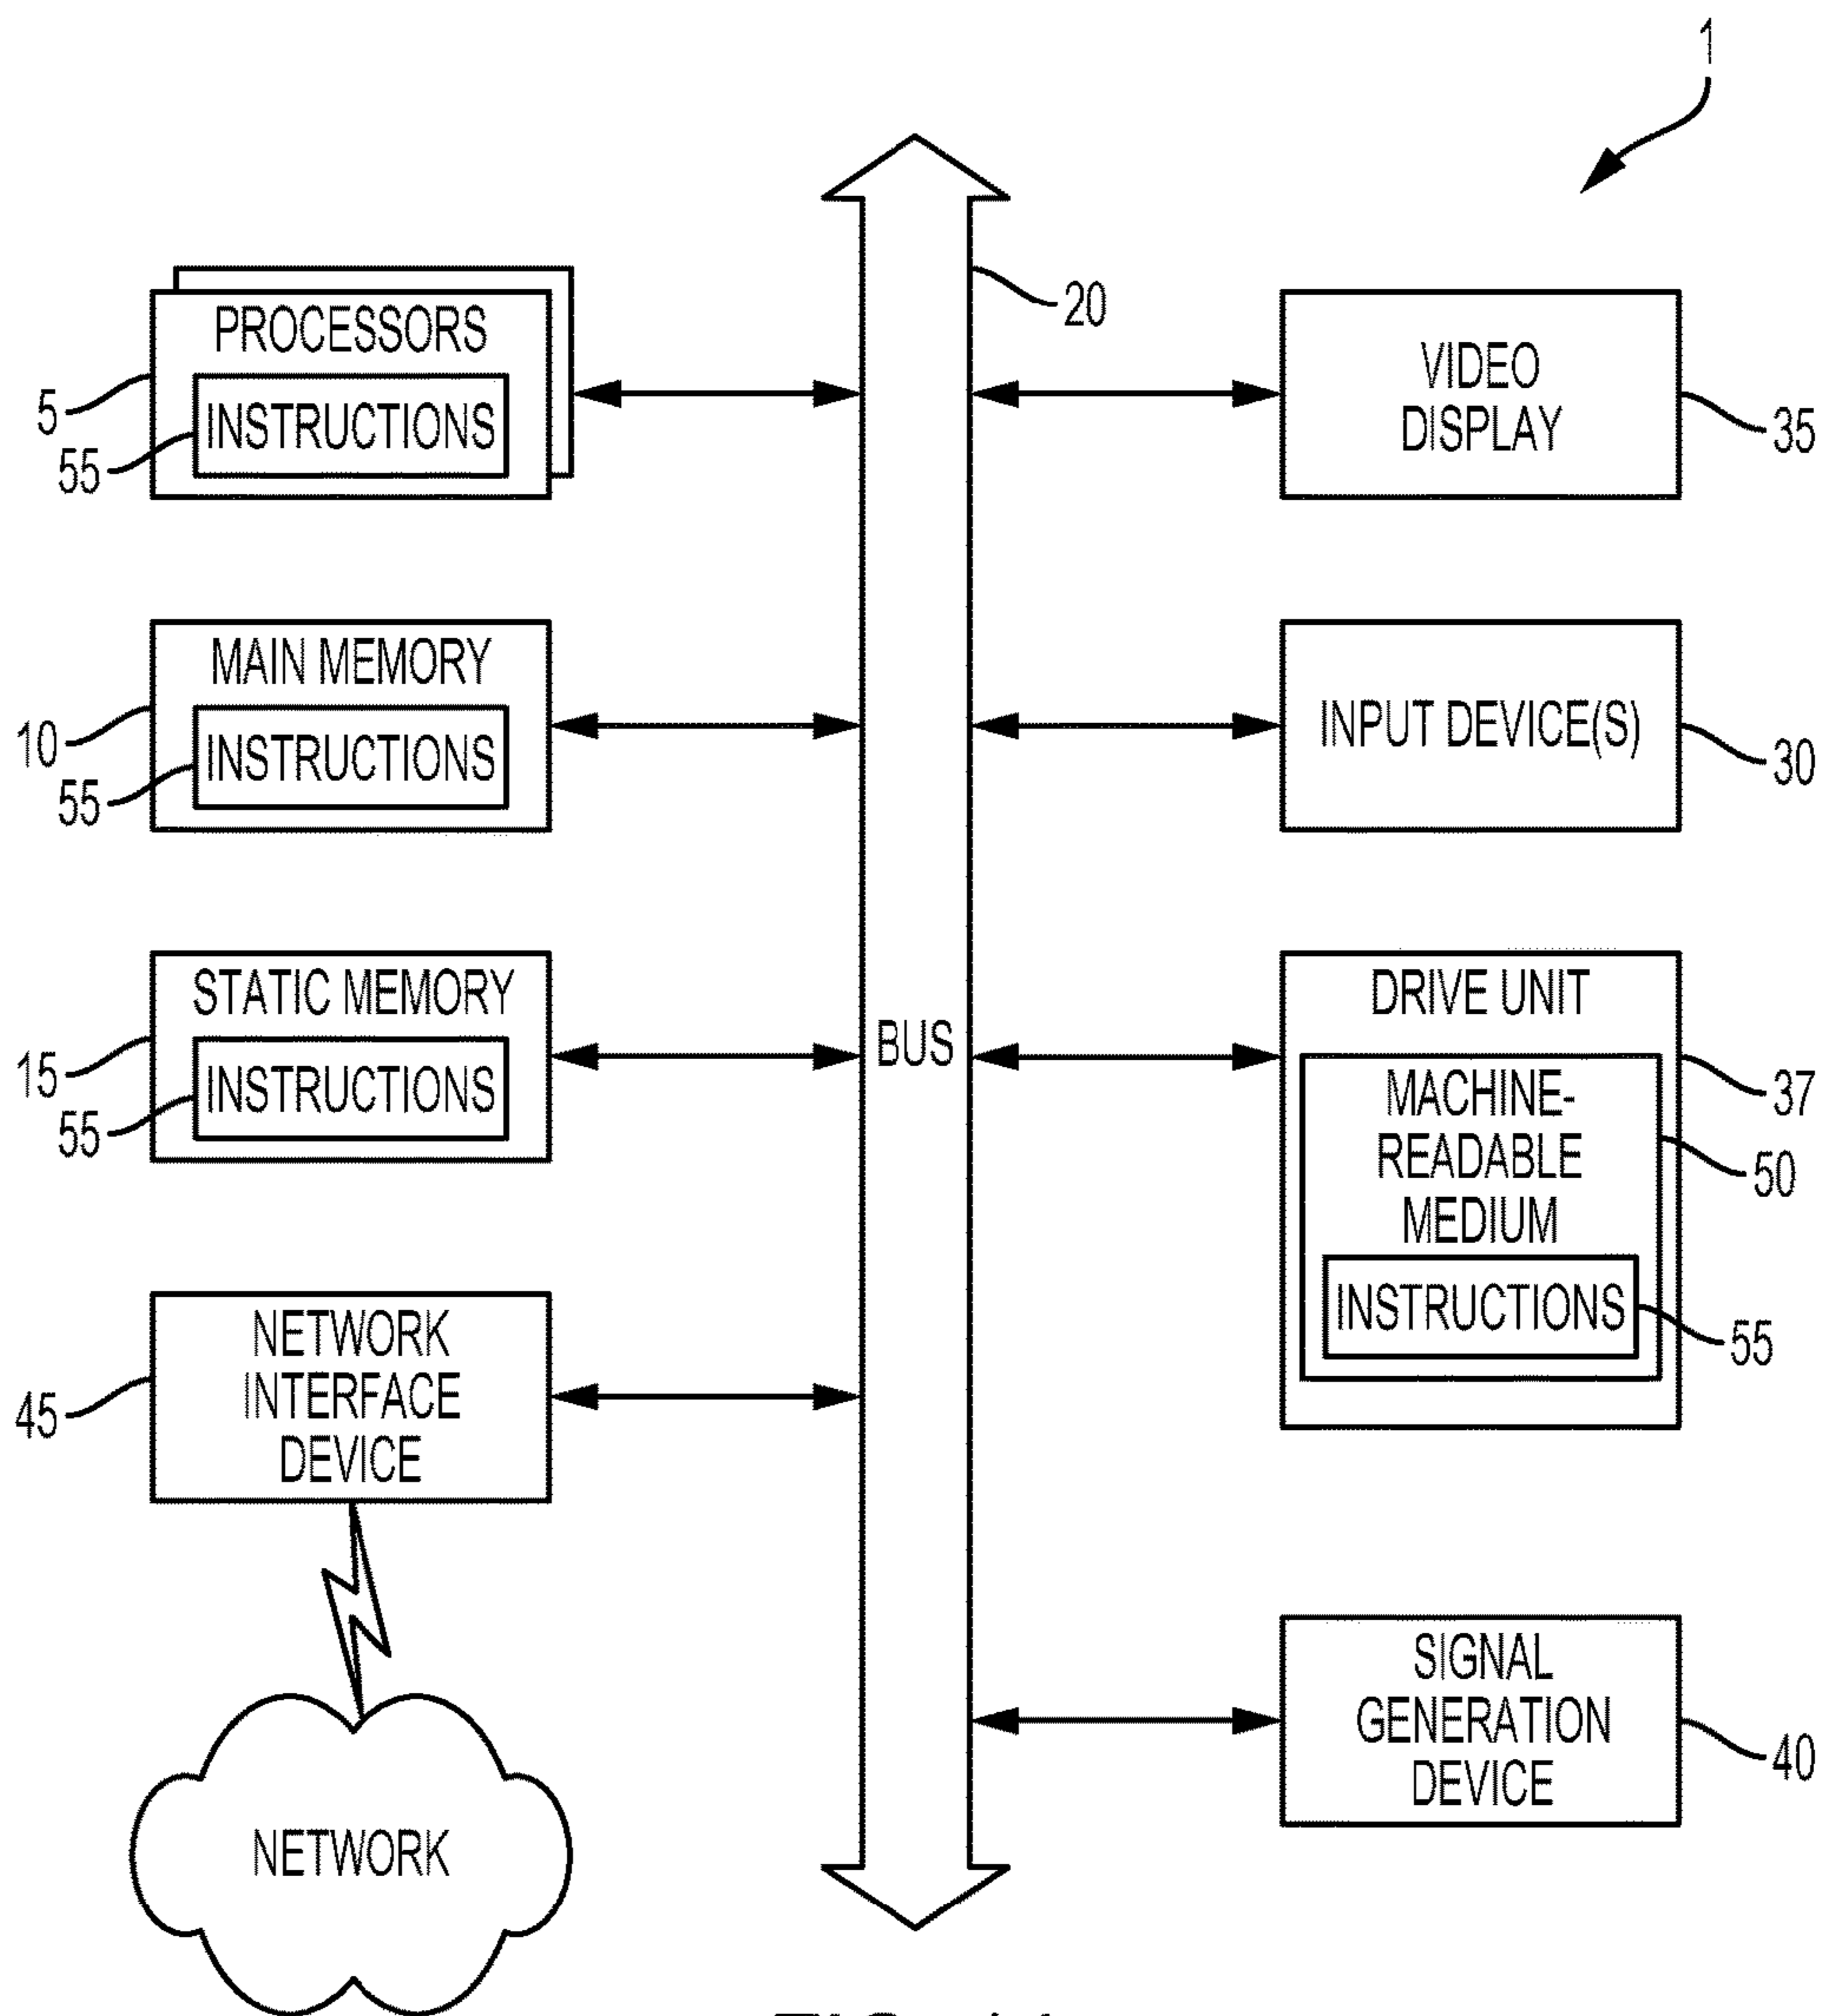 1
20
PROCESSORS
INSTRUCTIONS
5
55
VIDEO
DISPLAY
35
MAIN MEMORY
INSTRUCTIONS
10
55
INPUT DEVICE(S)
30
STATIC MEMORY
INSTRUCTIONS
15
55
BUS
DRIVE UNIT
MACHINE-
READABLE
MEDIUM
INSTRUCTIONS
37
50
55
NETWORK
INTERFACE
DEVICE
45
SIGNAL
GENERATION
DEVICE
40
NETWORK